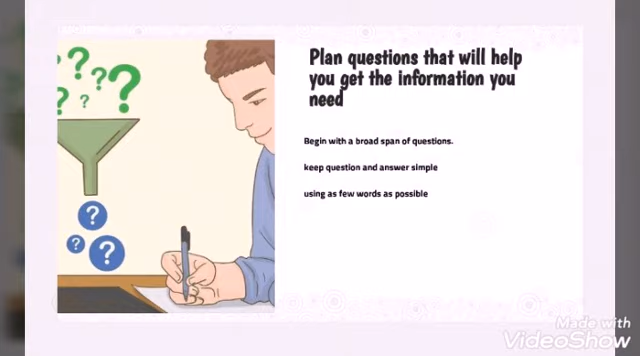 Plan questions that will help
you get the information you
need
Begin with a broad span of questions.
keep question and answer simple
using as few words as possible
? ? ? ? ?
?
? ?
Made with
VideoShow